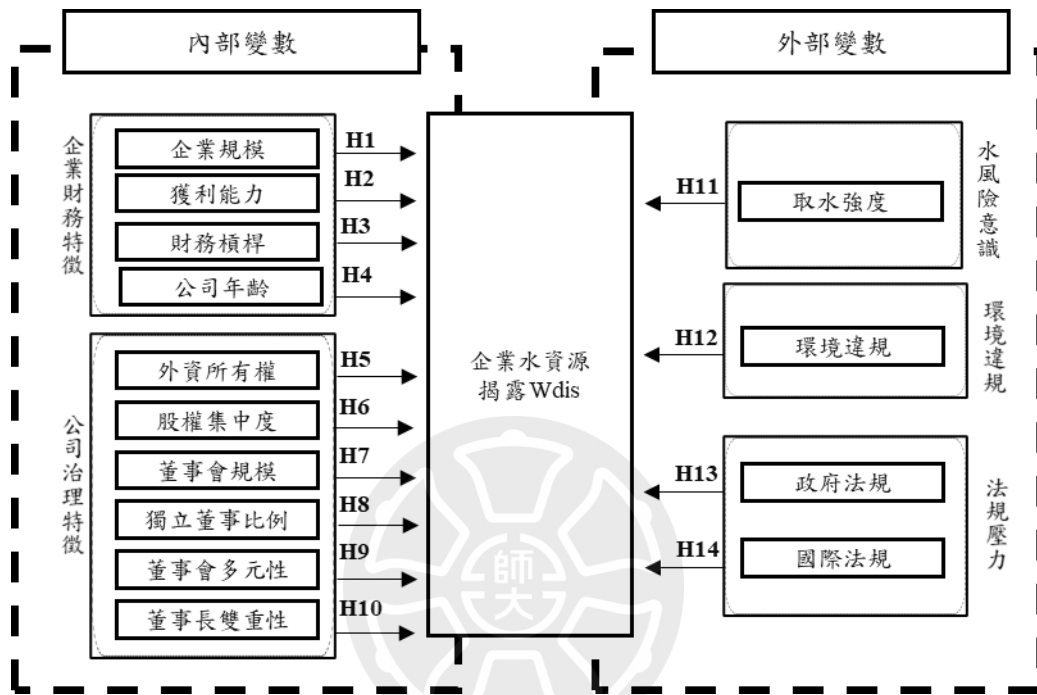 內部變數
外部變數
企業財務特徵
企業規模
H1
獲利能力
H2
財務槓桿
H3
公司年齡
H4
公司治理特徵
外資所有權
H5
股權集中度
H6
董事會規模
H7
獨立董事比例
H8
董事會多元性
H9
董事長雙重性
H10
企業水資源
揭露Wdis
師大
H11
取水強度
水風險意識
H12
環境違規
環境違規
H13
政府法規
H14
國際法規
法規壓力